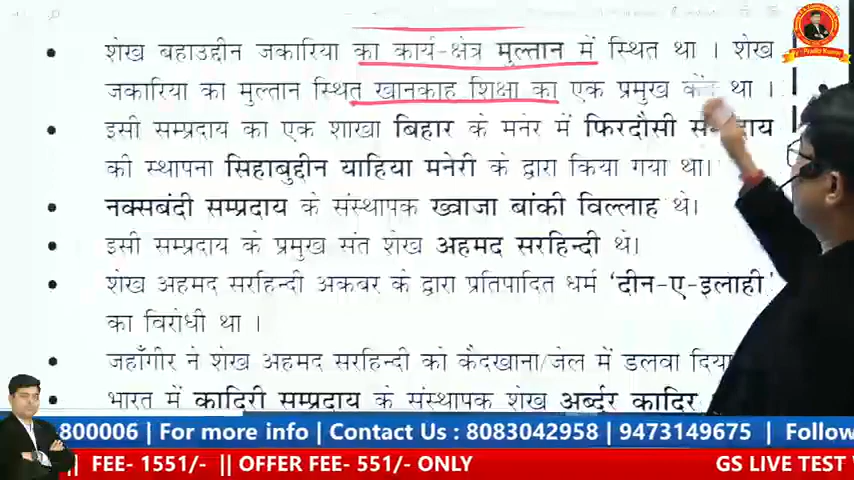 शेख बहाउद्दीन जकारिया का कार्य-क्षेत्र मुल्तान में स्थित था । शेख
जकारिया का मुल्तान स्थित खानकाह शिक्षा का एक प्रमुख था ।
इसी सम्प्रदाय का एक शाखा बिहार के मनेर में फिरदौसी
की स्थापना सिहाबुद्दीन याहिया मनेरी के द्वारा किया गया था।
नक्सबंदी सम्प्रदाय के संस्थापक ख्वाजा बांकी विल्लाह थे।
इसी सम्प्रदाय के प्रमुख संत शेख अहमद सरहिन्दी थे।
शेख अहमद सरहिन्दी अकबर के द्वारा प्रतिपादित धर्म 'दीन-ए-इलाही'
का विरोधी था ।
जहाँगीर ने शेख अहमद सरहिन्दी को कैदखाना/जेल में डलवा दिया
भारत में कादिरी सम्प्रदाय के संस्थापक शेख अर्ब्दुर कादिर
800006 | For more info | Contact Us : 8083042958 | 9473149675 | Follow
|| FEE- 1551/- || OFFER FEE- 551/- ONLY GS LIVE TEST